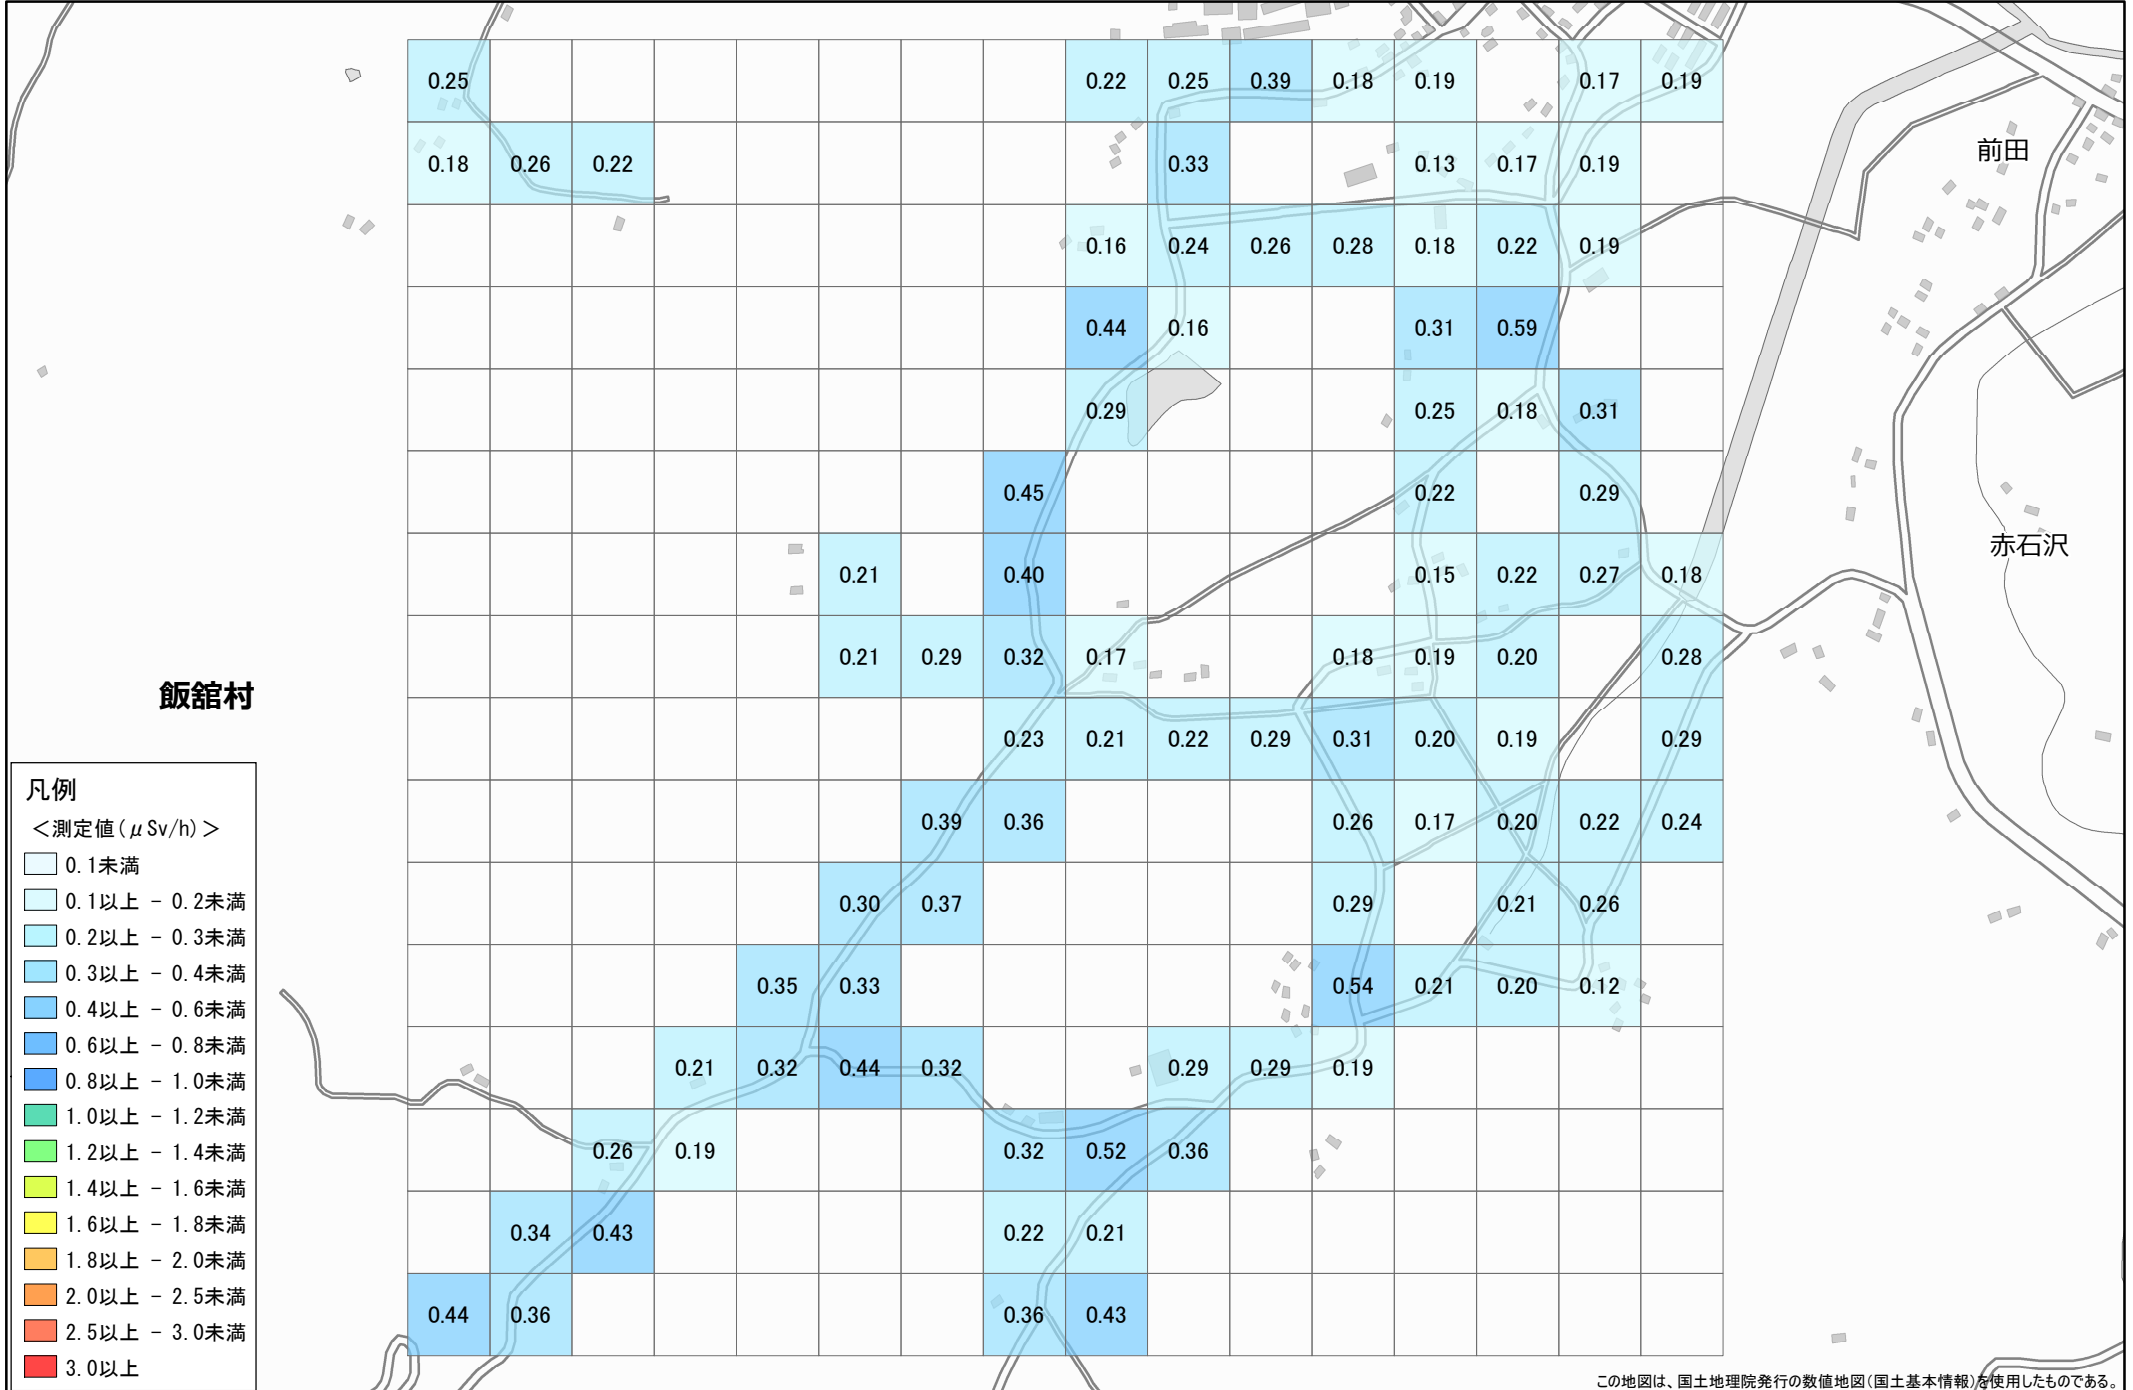 0.25 0.22 0.25 0.39 0.18 0.19 0.17 0.19
前田
0.18 0.26 0.22 0.33 0.13 0.17 0.19
0.16 0.24 0.26 0.28 0.18 0.22 0.19
0.44 0.16 0.31 0.59
0.29 0.25 0.18 0.31
0.45 0.22 0.29
赤石沢
0.21 0.40 0.15 0.22 0.27 0.18
0.21 0.29 0.32 0.17 0.18 0.19 0.20 0.28
飯舘村
0.23 0.21 0.22 0.29 0.31 0.20 0.19 0.29
0.39 0.36 0.26 0.17 0.20 0.22 0.24
0.30 0.37 0.29 0.21 0.26
0.35 0.33 0.54 0.21 0.20 0.12
0.21 0.32 0.44 0.32 0.29 0.29 0.19
0.26 0.19 0.32 0.52 0.36
0.34 0.43 0.22 0.21
0.44 0.36 0.36 0.43
凡例
＜測定値(μSv/h)＞
0.1未満
0.1以上 － 0.2未満
0.2以上 － 0.3未満
0.3以上 － 0.4未満
0.4以上 － 0.6未満
0.6以上 － 0.8未満
0.8以上 － 1.0未満
1.0以上 － 1.2未満
1.2以上 － 1.4未満
1.4以上 － 1.6未満
1.6以上 － 1.8未満
1.8以上 － 2.0未満
2.0以上 － 2.5未満
2.5以上 － 3.0未満
3.0以上
この地図は、国土地理院発行の数値地図(国土基本情報)を使用したものである。